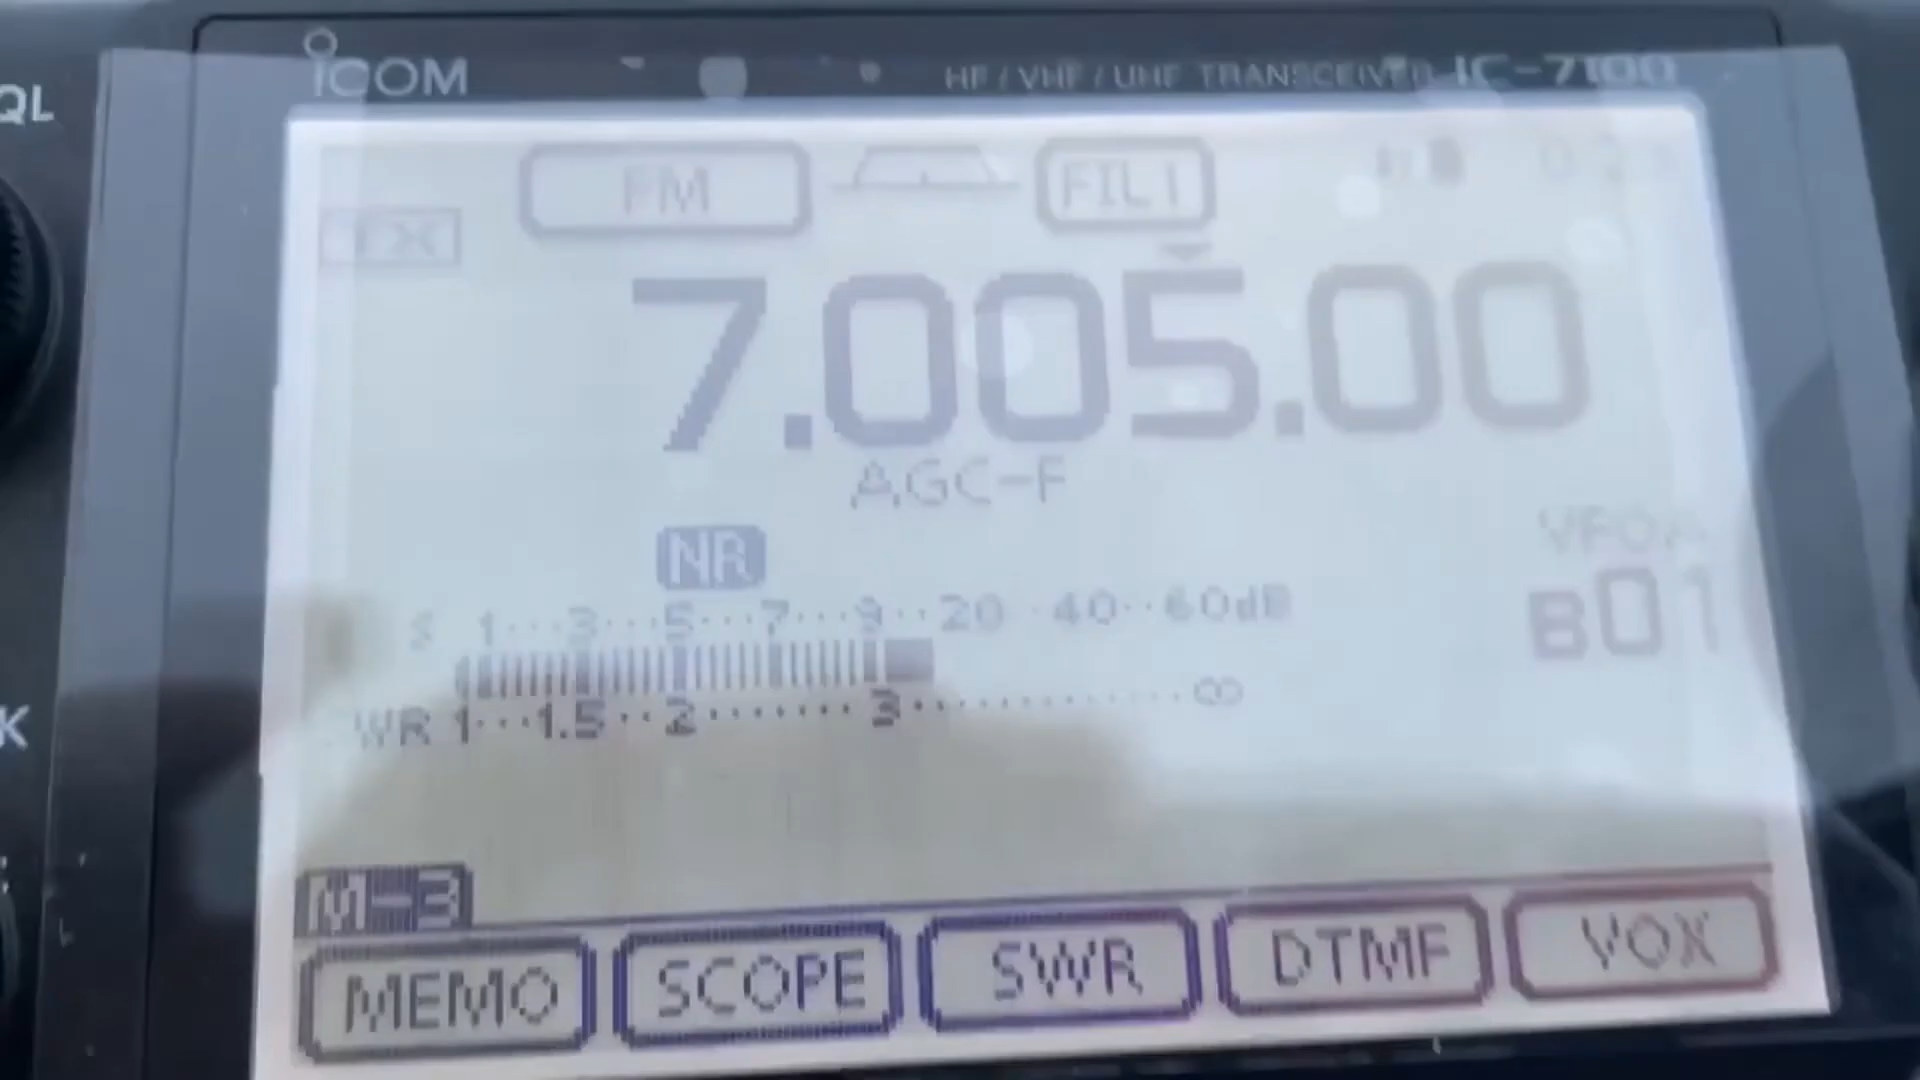 ICOM HF / VHF / UHF TRANSCEIVER IC-7100
QL
FM FIL1
TX
7.005.00
AGC-F
VFOA
NR
S 1···3···5···7···9··20··40··60dB
B01
SWR 1···1.5··2·······3···········∞
K
M-3
MEMO SCOPE SWR DTMF VOX